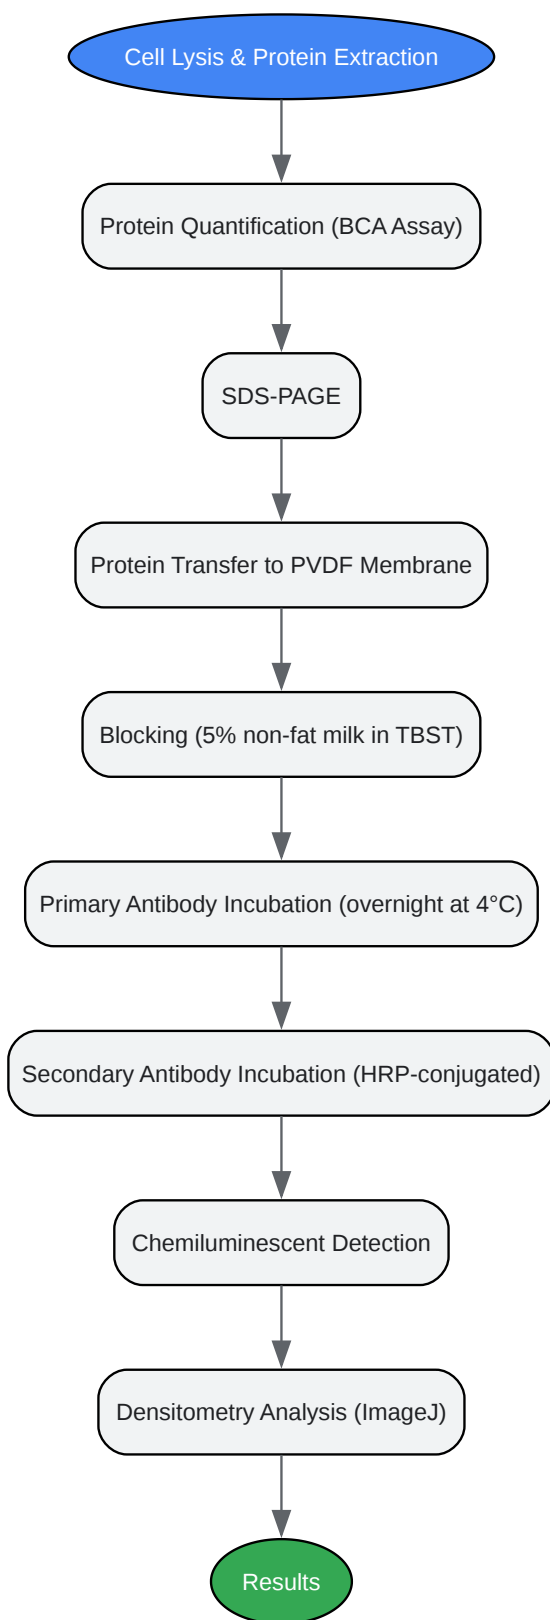 Cell Lysis & Protein Extraction
Protein Quantification (BCA Assay)
SDS-PAGE
Protein Transfer to PVDF Membrane
Blocking (5% non-fat milk in TBST)
Primary Antibody Incubation (overnight at 4°C)
Secondary Antibody Incubation (HRP-conjugated)
Chemiluminescent Detection
Densitometry Analysis (ImageJ)
Results